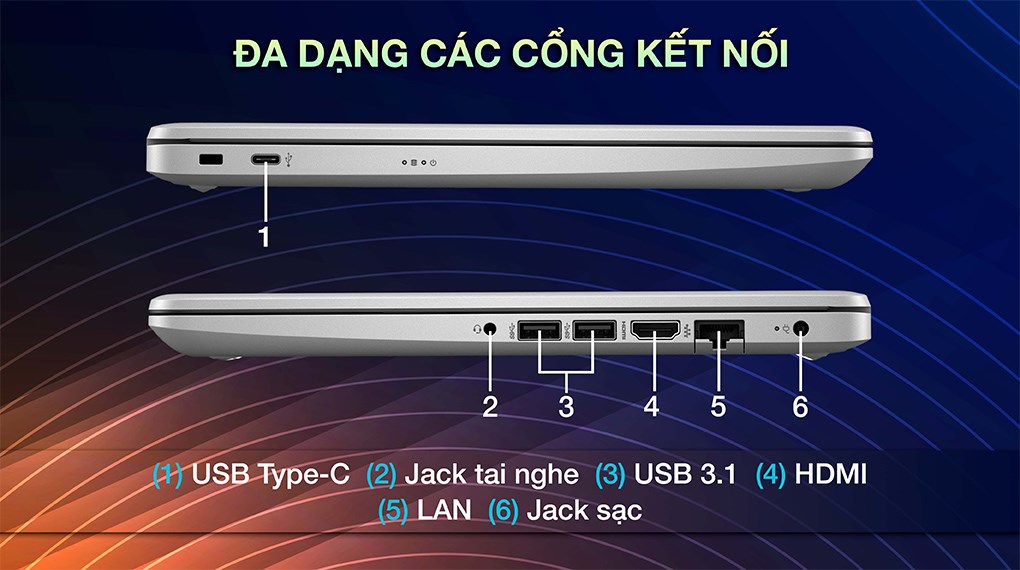 ĐA DẠNG CÁC CỔNG KẾT NỐI
1
HDMI
2 3 4 5 6
(1) USB Type-C (2) Jack tai nghe (3) USB 3.1 (4) HDMI
(5) LAN (6) Jack sạc